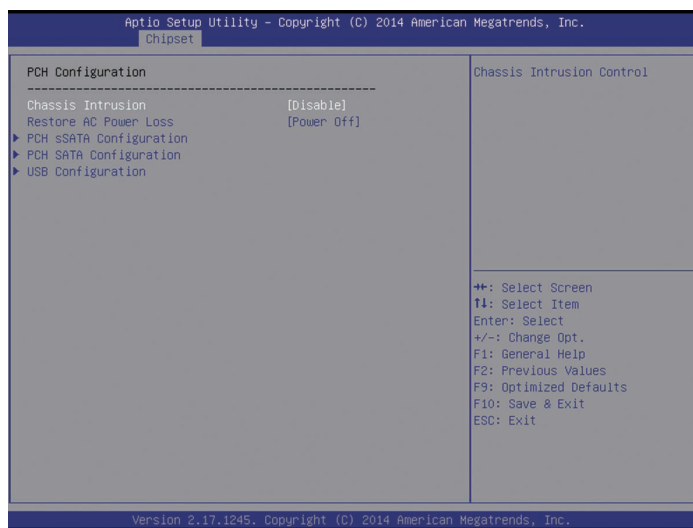 Aptio Setup Utility – Copyright (C) 2014 American Megatrends, Inc.
Chipset
PCH Configuration
Chassis Intrusion [Disable]
Restore AC Power Loss [Power Off]
PCH sSATA Configuration
PCH SATA Configuration
USB Configuration
Chassis Intrusion Control
→←: Select Screen
↑↓: Select Item
Enter: Select
+/-: Change Opt.
F1: General Help
F2: Previous Values
F9: Optimized Defaults
F10: Save & Exit
ESC: Exit
Version 2.17.1245. Copyright (C) 2014 American Megatrends, Inc.